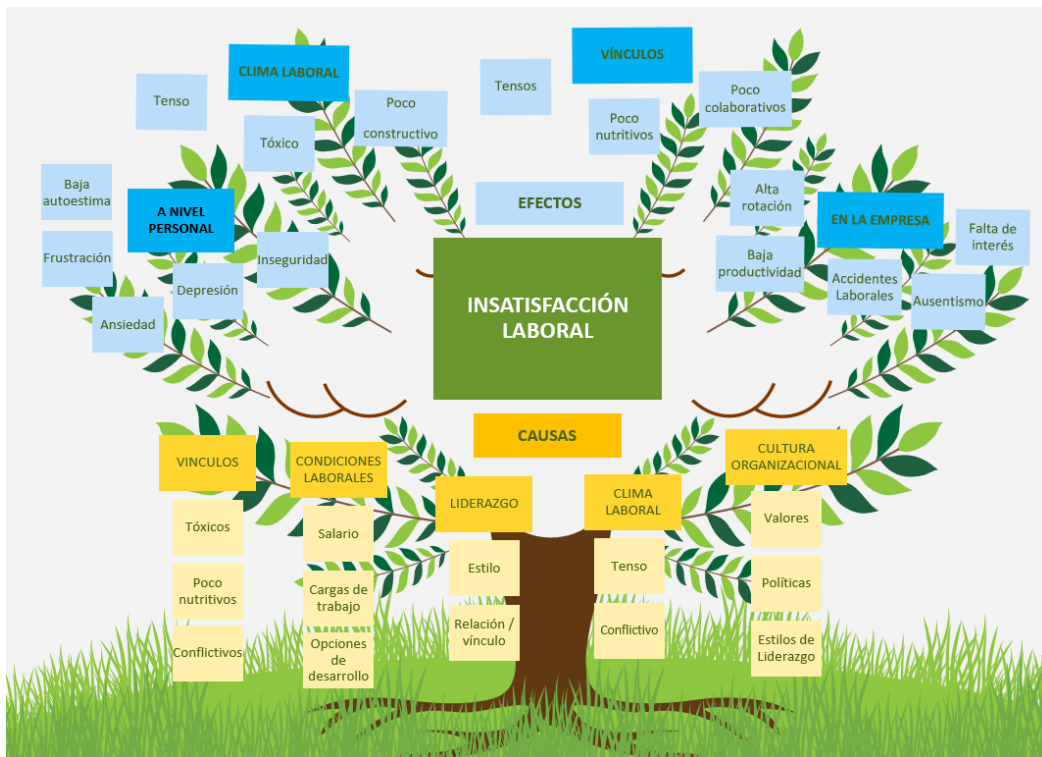 CLIMA LABORAL
Tenso
Tóxico
Poco
constructivo
VÍNCULOS
Tensos
Poco
nutritivos
Poco
colaborativos
Baja
autoestima
A NIVEL
PERSONAL
Frustración
Inseguridad
Depresión
Ansiedad
EFECTOS
Alta
rotación
EN LA EMPRESA
Falta de
interés
Baja
productividad
Accidentes
Laborales
Ausentismo
INSATISFACCIÓN
LABORAL
CAUSAS
VINCULOS
Tóxicos
Poco
nutritivos
Conflictivos
CONDICIONES
LABORALES
Salario
Cargas de
trabajo
Opciones
de
desarrollo
LIDERAZGO
Estilo
Relación /
vínculo
CLIMA
LABORAL
Tenso
Conflictivo
CULTURA
ORGANIZACIONAL
Valores
Políticas
Estilos de
Liderazgo